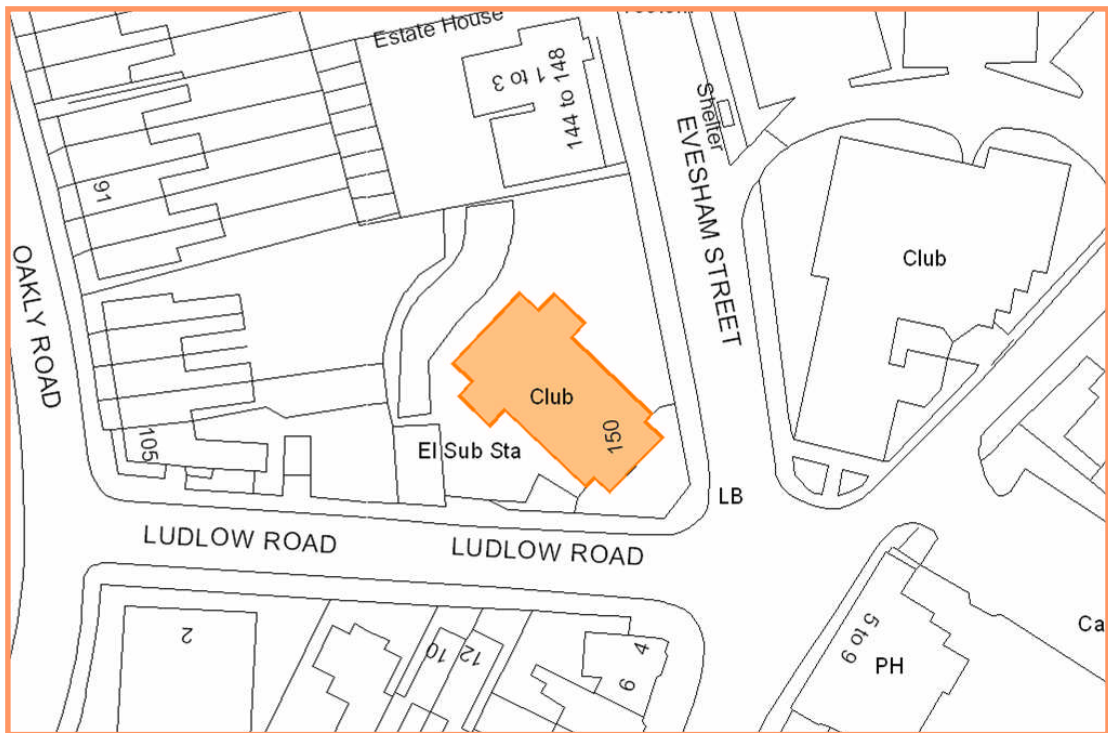 Estate House
1 to 3
144 to 148
Shelter
EVESHAM STREET
91
OAKLY ROAD
Club
Club
150
El Sub Sta
105
LB
LUDLOW ROAD
LUDLOW ROAD
2
10
12
4
6
5 to 9
PH
Ca